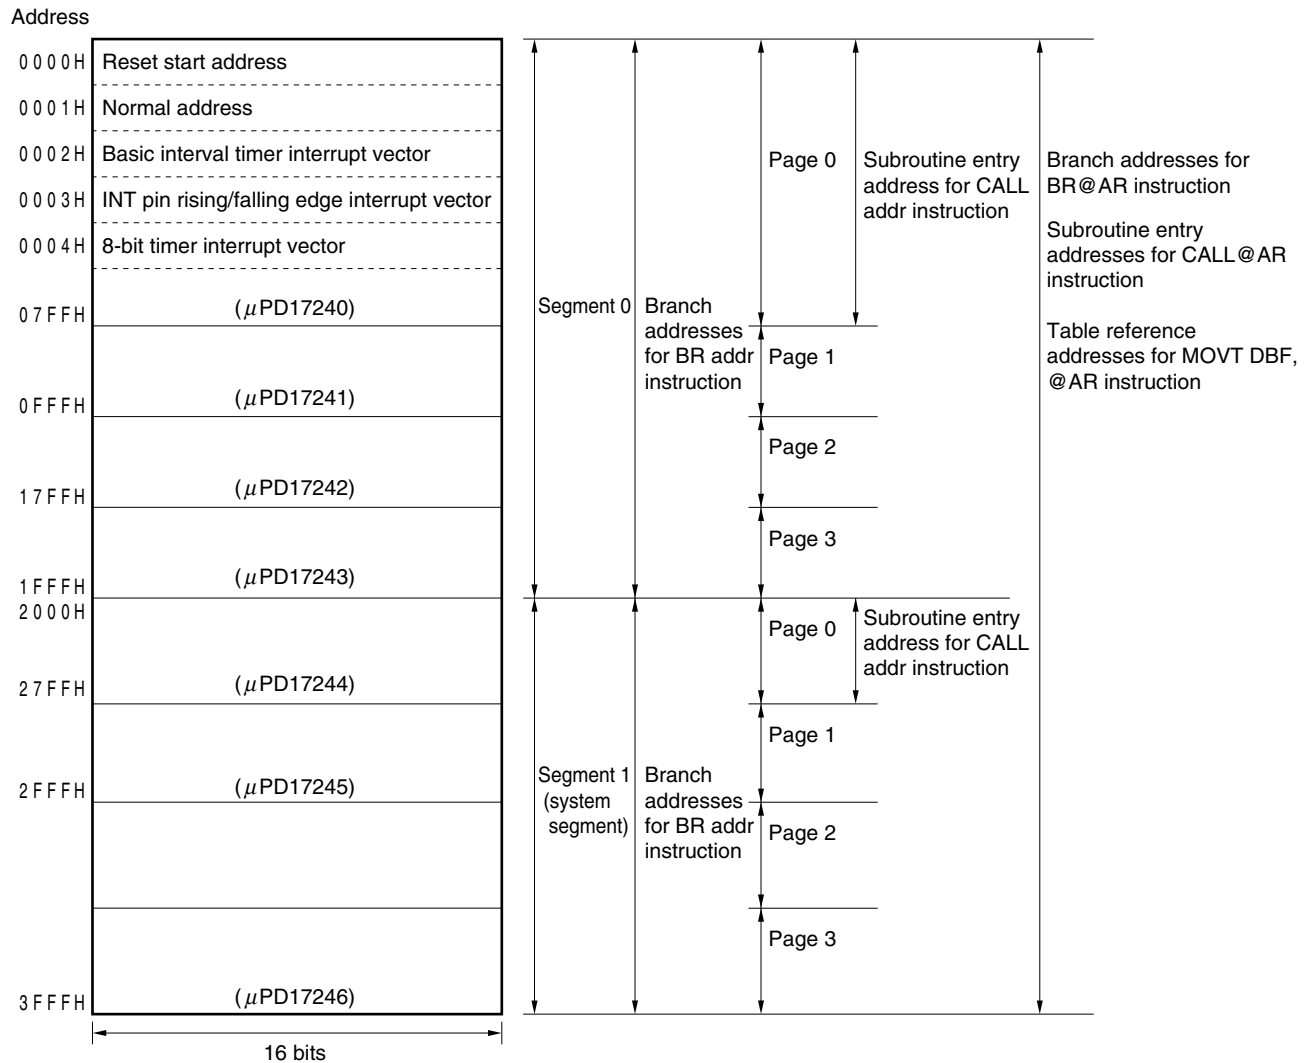 Address
0000H Reset start address
0001H Normal address
0002H Basic interval timer interrupt vector
0003H INT pin rising/falling edge interrupt vector
0004H 8-bit timer interrupt vector
07FFH (μPD17240)
0FFFH (μPD17241)
17FFH (μPD17242)
1FFFH (μPD17243)
2000H
27FFH (μPD17244)
2FFFH (μPD17245)
3FFFH (μPD17246)
16 bits
Segment 0
Branch
addresses
for BR addr
instruction
Page 0
Page 1
Page 2
Page 3
Subroutine entry
address for CALL
addr instruction
Segment 1
(system
segment)
Branch
addresses
for BR addr
instruction
Page 0
Page 1
Page 2
Page 3
Subroutine entry
address for CALL
addr instruction
Branch addresses for
BR@AR instruction
Subroutine entry
addresses for CALL@AR
instruction
Table reference
addresses for MOVT DBF,
@AR instruction